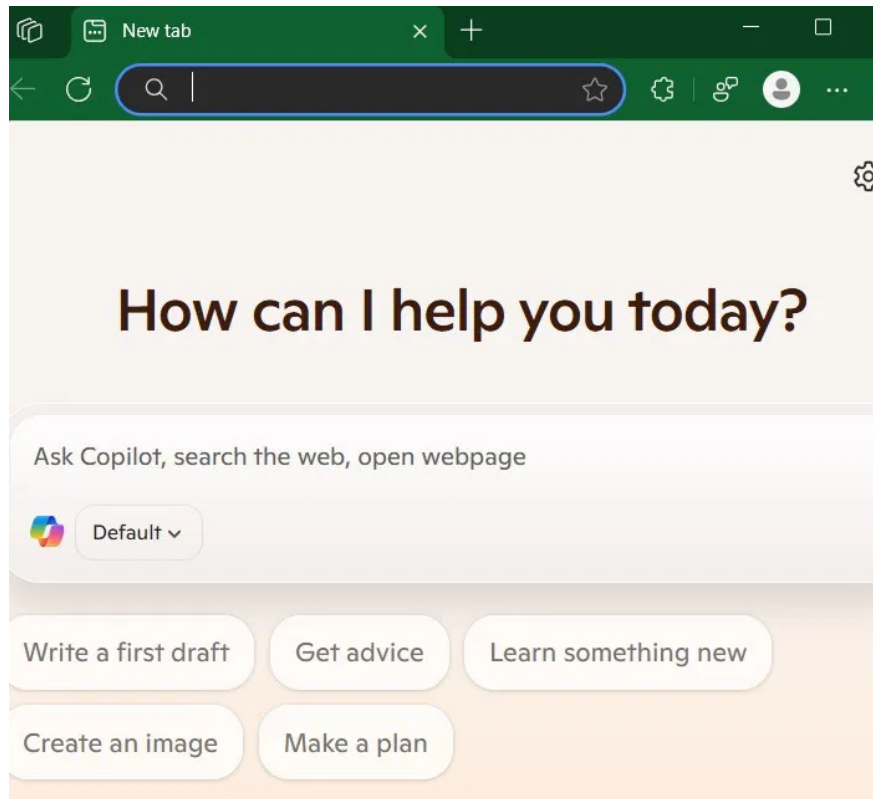 New tab
How can I help you today?
Ask Copilot, search the web, open webpage
Default
Write a first draft
Get advice
Learn something new
Create an image
Make a plan